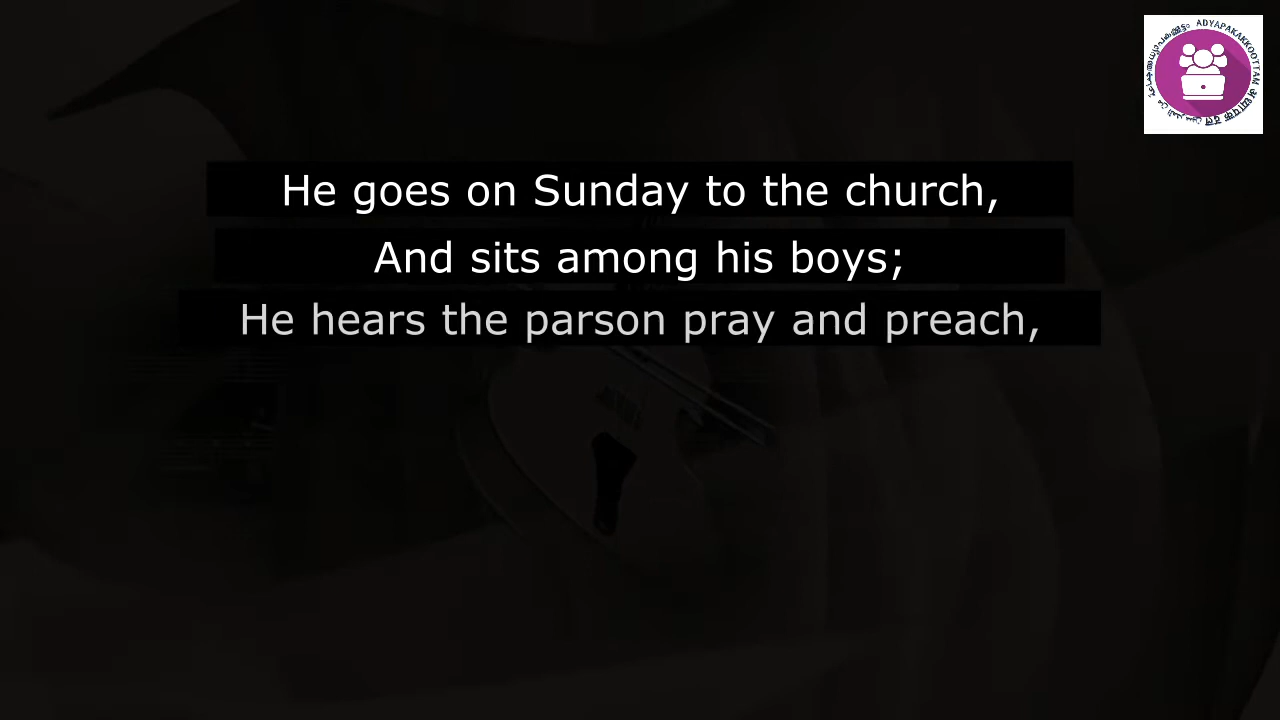 He goes on Sunday to the church,
And sits among his boys;
He hears the parson pray and preach,
ADYAPAKAKKOOTTAM